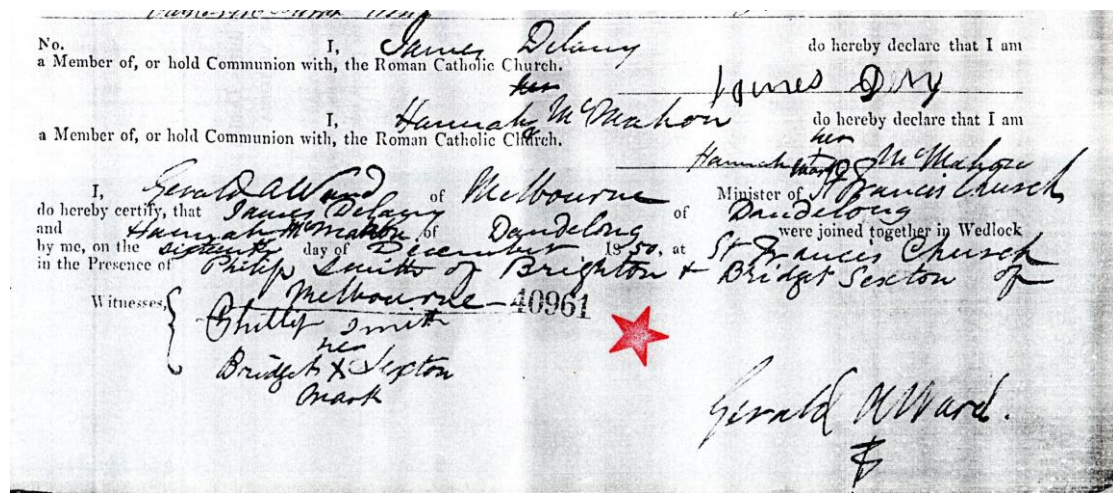 No. I, James Delany do hereby declare that I am
a Member of, or hold Communion with, the Roman Catholic Church.
James
her
I, Hannah McMahon do hereby declare that I am
a Member of, or hold Communion with, the Roman Catholic Church.
her
Hannah McMahon
mark
I, Gerald A Ward of Melbourne Minister of St Francis Church
do hereby certify, that James Delany of Dandelong
and Hannah McMahon of Dandelong were joined together in Wedlock
by me, on the sixteenth day of December 1850. at St Francis Church
in the Presence of Philip Smith of Brighton + Bridget Sexton of
Melbourne 40961
Witnesses,
Phillip Smith
her
Bridget X Sexton
mark
Gerald A Ward.